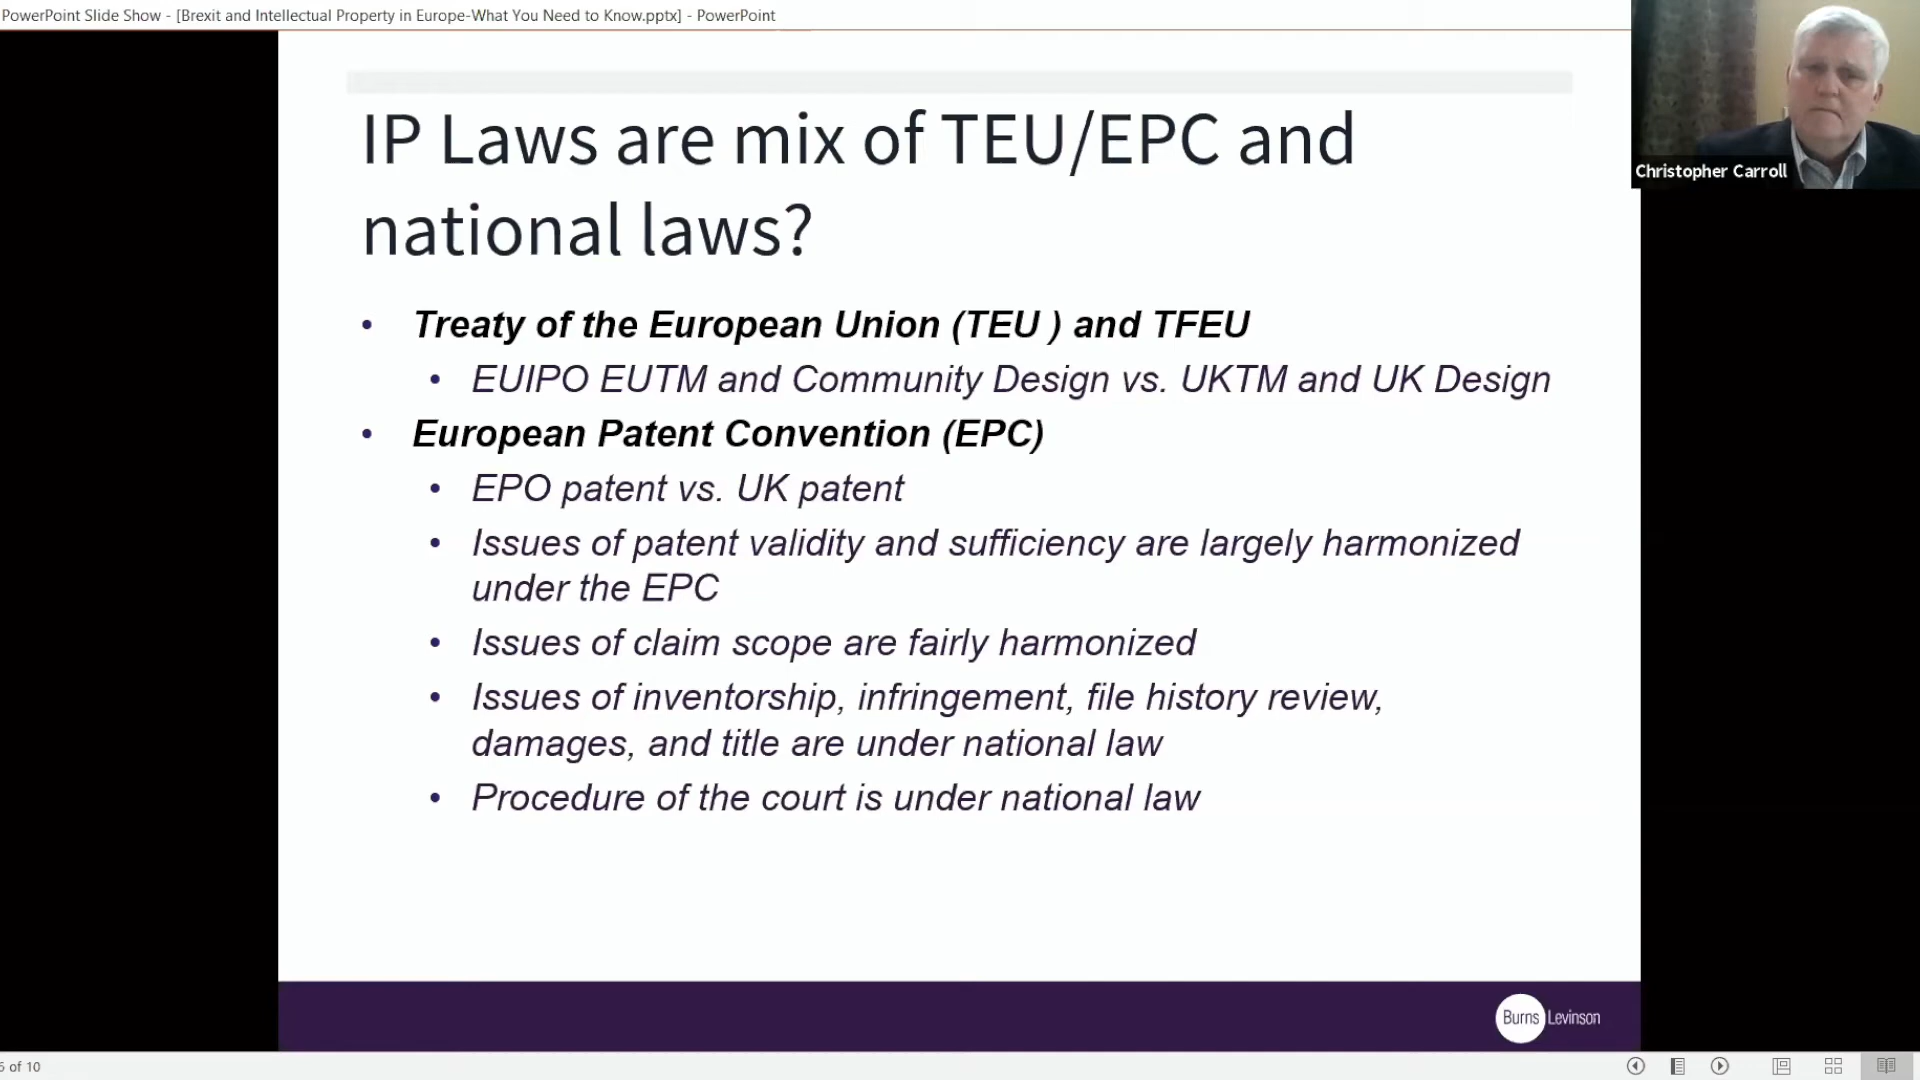 PowerPoint Slide Show - [Brexit and Intellectual Property in Europe-What You Need to Know.pptx] - PowerPoint
Christopher Carroll
IP Laws are mix of TEU/EPC and
national laws?
• Treaty of the European Union (TEU ) and TFEU
• EUIPO EUTM and Community Design vs. UKTM and UK Design
• European Patent Convention (EPC)
• EPO patent vs. UK patent
• Issues of patent validity and sufficiency are largely harmonized
under the EPC
• Issues of claim scope are fairly harmonized
• Issues of inventorship, infringement, file history review,
damages, and title are under national law
• Procedure of the court is under national law
Burns Levinson
of 10